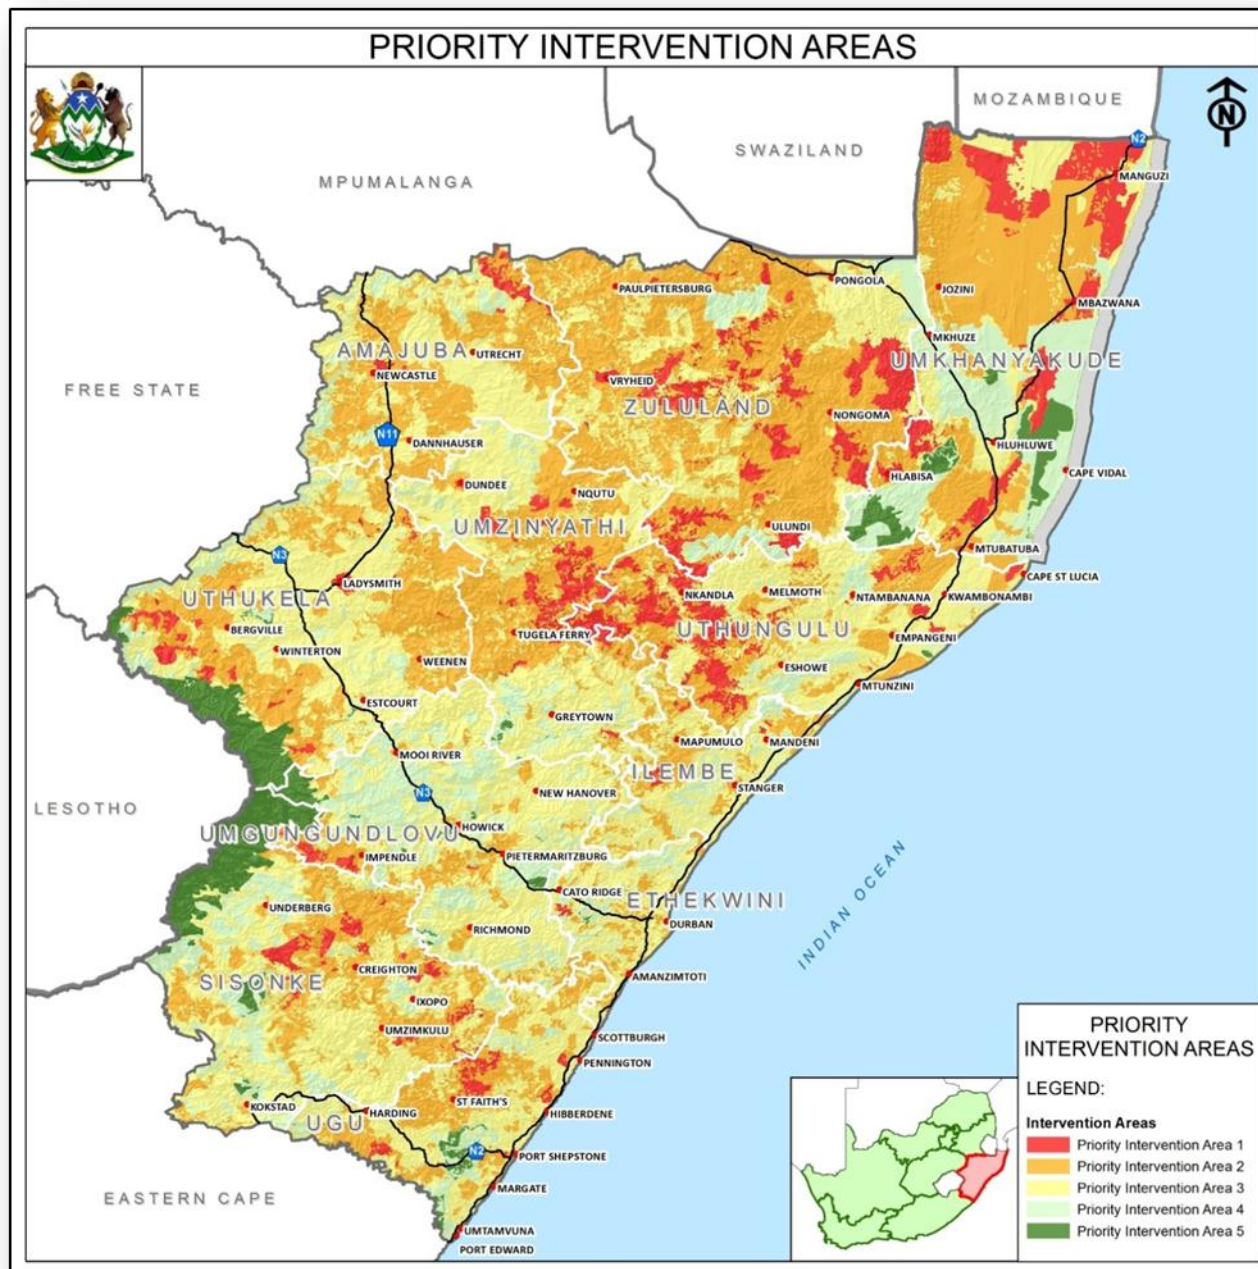 PRIORITY INTERVENTION AREAS
MOZAMBIQUE
N
SWAZILAND
N2
MPUMALANGA
MANGUZI
PAULPIETERSBURG
PONGOLA
JOZINI
MBAZWANA
MKHUZE
AMAJUBA
UTRECHT
UMKHANYAKUDE
FREE STATE
NEWCASTLE
VRYHEID
ZULULAND
NONGOMA
N11
DANNHAUSER
HLUHLUWE
CAPE VIDAL
DUNDEE
NQUTU
HLABISA
UMZINYATHI
ULUNDI
MTUBATUBA
N3
LADYSMITH
CAPE ST LUCIA
UTHUKELA
NKANDLA
MELMOTH
NTAMBANANA
KWAMBONAMBI
BERGVILLE
TUGELA FERRY
UTHUNGULU
EMPANGENI
WINTERTON
WEENEN
ESHOWE
MTUNZINI
ESTCOURT
GREYTOWN
MAPUMULO
MANDENI
MOOI RIVER
ILEMBE
STANGER
N3
NEW HANOVER
LESOTHO
UMGUNGUNDLOVU
HOWICK
IMPENDLE
PIETERMARITZBURG
CATO RIDGE
ETHEKWINI
INDIAN OCEAN
UNDERBERG
DURBAN
RICHMOND
CREIGHTON
AMANZIMTOTI
SISONKE
IXOPO
UMZIMKULU
SCOTTBURGH
PENNINGTON
KOKSTAD
HARDING
ST FAITH'S
HIBBERDENE
UGU
N2
PORT SHEPSTONE
MARGATE
EASTERN CAPE
UMTAMVUNA
PORT EDWARD
PRIORITY
INTERVENTION AREAS
LEGEND:
Intervention Areas
Priority Intervention Area 1
Priority Intervention Area 2
Priority Intervention Area 3
Priority Intervention Area 4
Priority Intervention Area 5